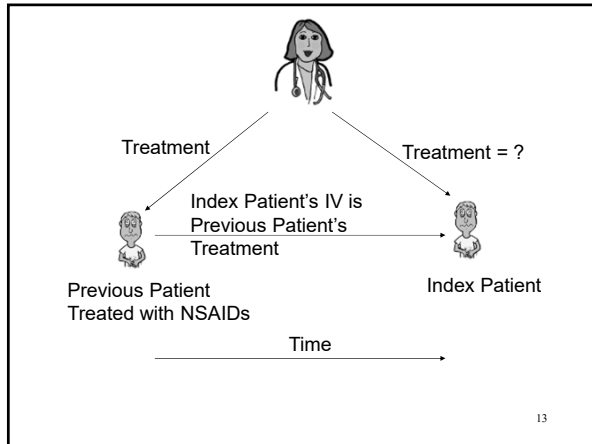 Treatment
Treatment = ?
Index Patient's IV is
Previous Patient's
Treatment
Previous Patient
Treated with NSAIDs
Index Patient
Time
13